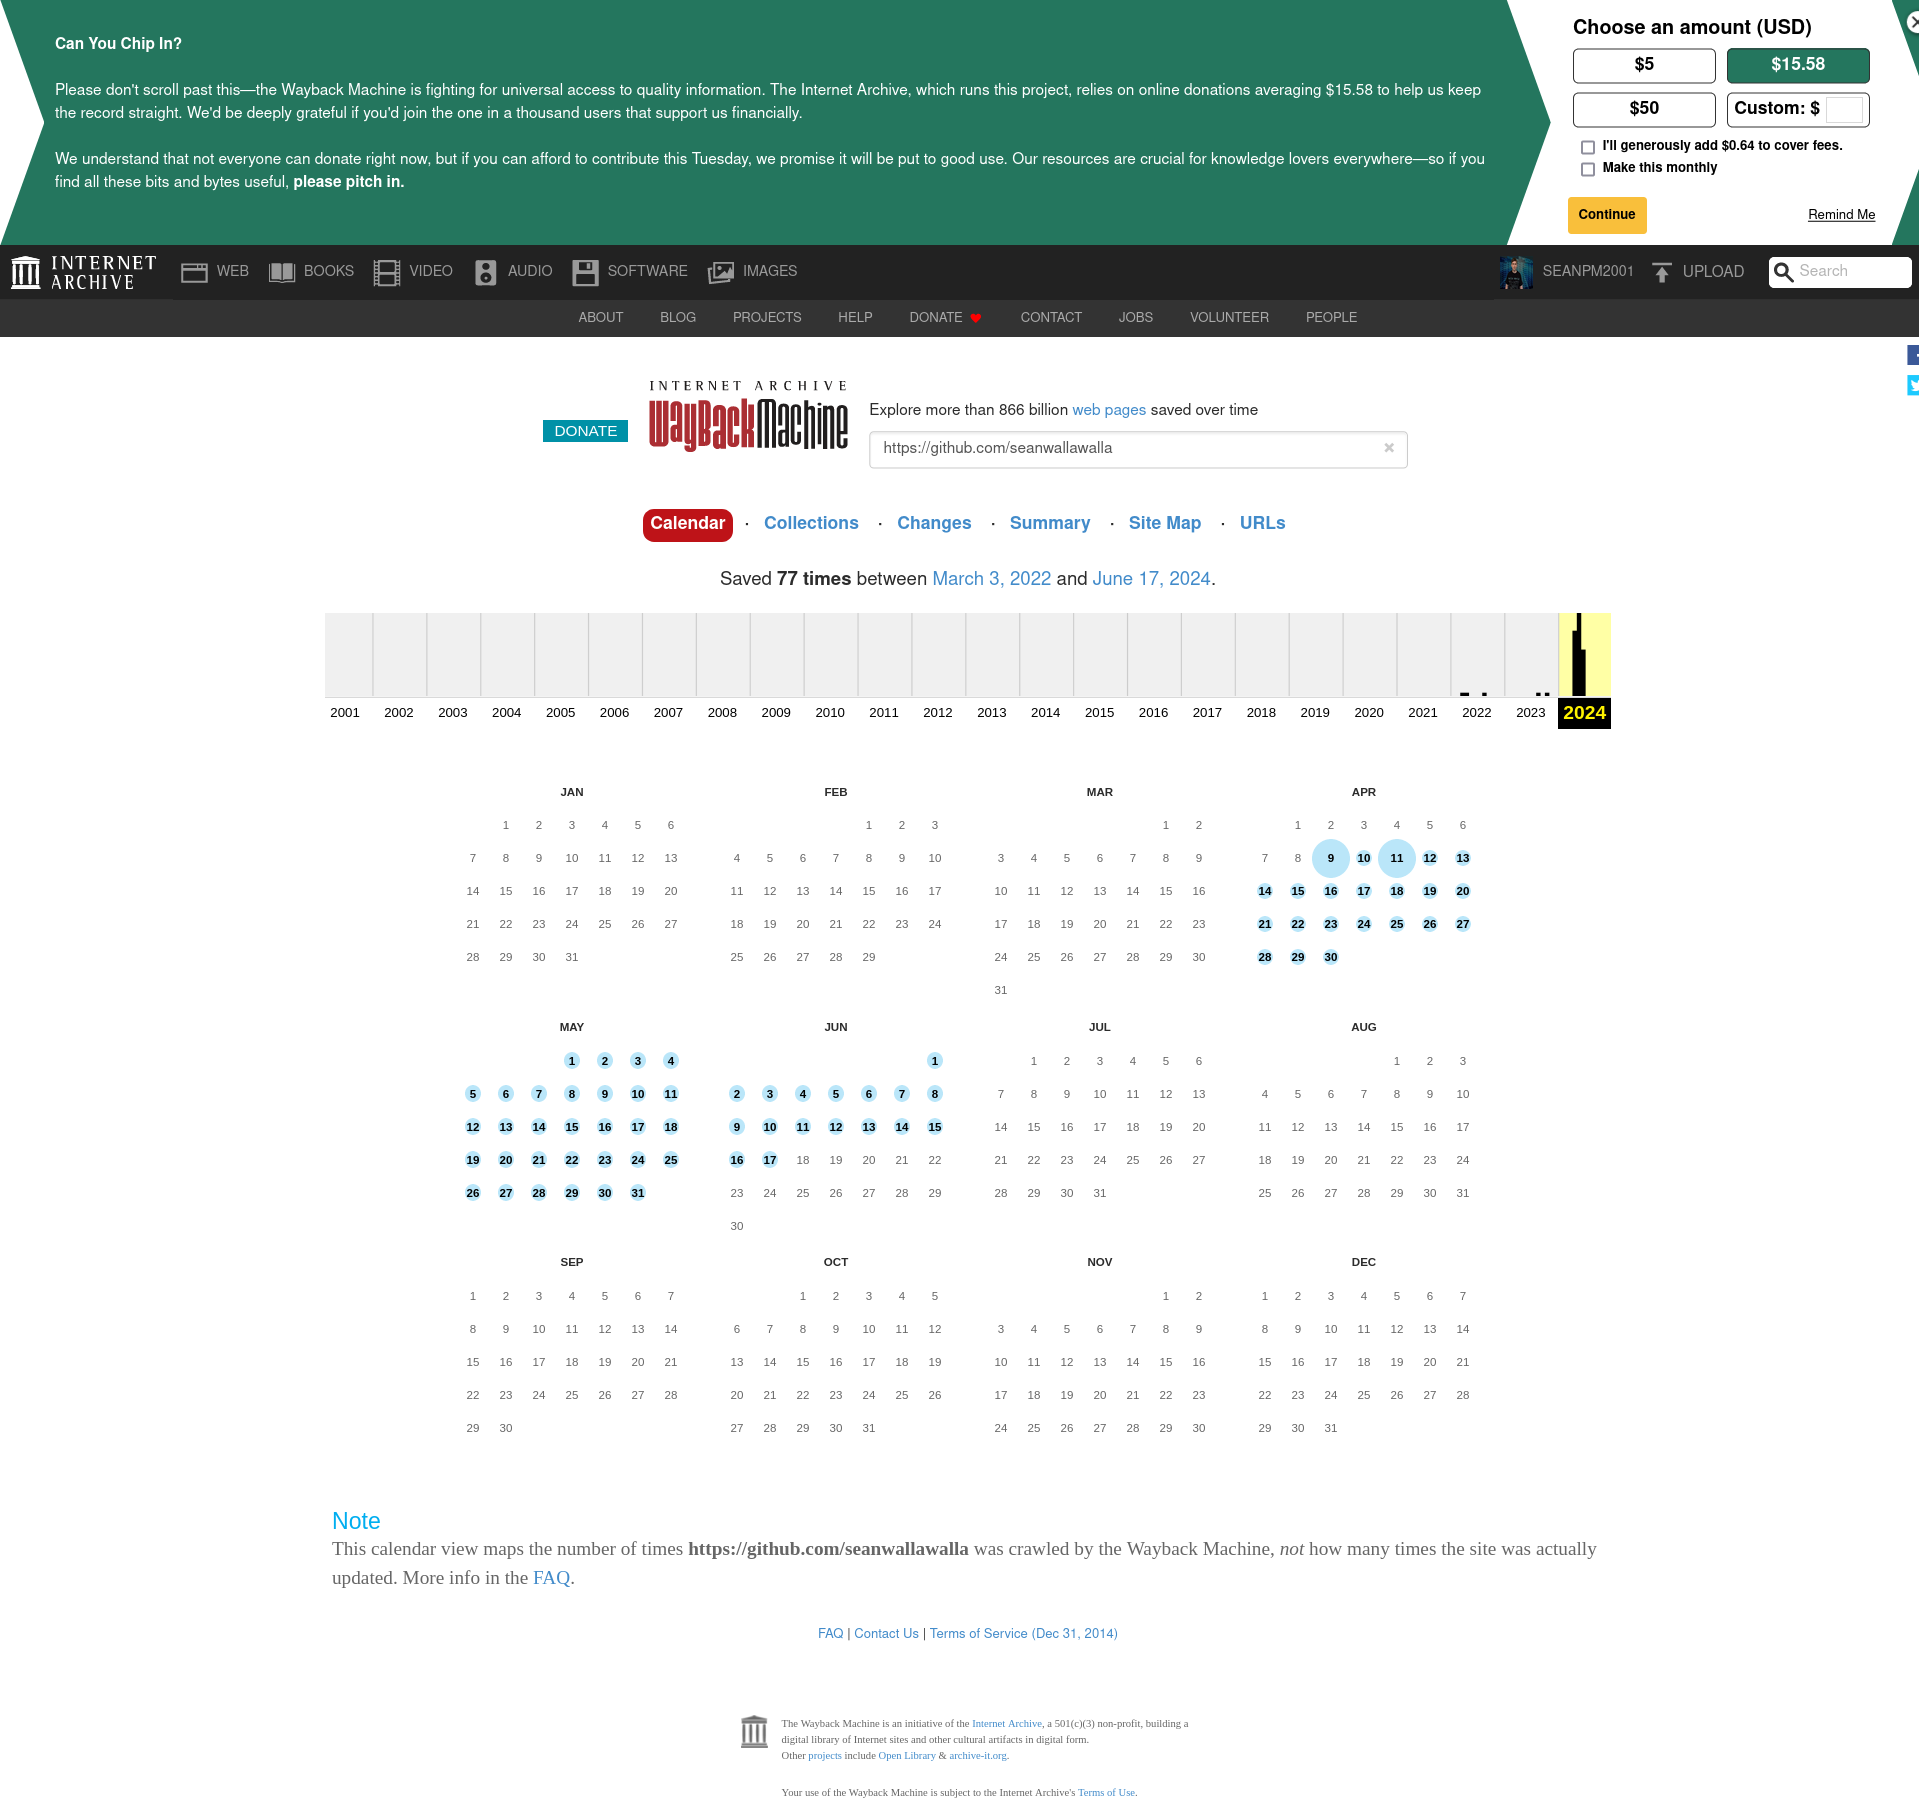 Can You Chip In?
Please don't scroll past this—the Wayback Machine is fighting for universal access to quality information. The Internet Archive, which runs this project, relies on online donations averaging $15.58 to help us keep
the record straight. We'd be deeply grateful if you'd join the one in a thousand users that support us financially.
We understand that not everyone can donate right now, but if you can afford to contribute this Tuesday, we promise it will be put to good use. Our resources are crucial for knowledge lovers everywhere—so if you
find all these bits and bytes useful, please pitch in.
Choose an amount (USD)
$5 $15.58
$50 Custom: $
I'll generously add $0.64 to cover fees.
Make this monthly
Continue Remind Me
INTERNET
ARCHIVE
WEB BOOKS VIDEO AUDIO SOFTWARE IMAGES SEANPM2001 UPLOAD Search
ABOUT BLOG PROJECTS HELP DONATE CONTACT JOBS VOLUNTEER PEOPLE
INTERNET ARCHIVE
WayBackMachine
DONATE
Explore more than 866 billion web pages saved over time
https://github.com/seanwallawalla ×
Calendar · Collections · Changes · Summary · Site Map · URLs
Saved 77 times between March 3, 2022 and June 17, 2024.
2001 2002 2003 2004 2005 2006 2007 2008 2009 2010 2011 2012 2013 2014 2015 2016 2017 2018 2019 2020 2021 2022 2023 2024
JAN
1 2 3 4 5 6
7 8 9 10 11 12 13
14 15 16 17 18 19 20
21 22 23 24 25 26 27
28 29 30 31
FEB
1 2 3
4 5 6 7 8 9 10
11 12 13 14 15 16 17
18 19 20 21 22 23 24
25 26 27 28 29
MAR
1 2
3 4 5 6 7 8 9
10 11 12 13 14 15 16
17 18 19 20 21 22 23
24 25 26 27 28 29 30
31
APR
1 2 3 4 5 6
7 8 9 10 11 12 13
14 15 16 17 18 19 20
21 22 23 24 25 26 27
28 29 30
MAY
1 2 3 4
5 6 7 8 9 10 11
12 13 14 15 16 17 18
19 20 21 22 23 24 25
26 27 28 29 30 31
JUN
1
2 3 4 5 6 7 8
9 10 11 12 13 14 15
16 17 18 19 20 21 22
23 24 25 26 27 28 29
30
JUL
1 2 3 4 5 6
7 8 9 10 11 12 13
14 15 16 17 18 19 20
21 22 23 24 25 26 27
28 29 30 31
AUG
1 2 3
4 5 6 7 8 9 10
11 12 13 14 15 16 17
18 19 20 21 22 23 24
25 26 27 28 29 30 31
SEP
1 2 3 4 5 6 7
8 9 10 11 12 13 14
15 16 17 18 19 20 21
22 23 24 25 26 27 28
29 30
OCT
1 2 3 4 5
6 7 8 9 10 11 12
13 14 15 16 17 18 19
20 21 22 23 24 25 26
27 28 29 30 31
NOV
1 2
3 4 5 6 7 8 9
10 11 12 13 14 15 16
17 18 19 20 21 22 23
24 25 26 27 28 29 30
DEC
1 2 3 4 5 6 7
8 9 10 11 12 13 14
15 16 17 18 19 20 21
22 23 24 25 26 27 28
29 30 31
Note
This calendar view maps the number of times https://github.com/seanwallawalla was crawled by the Wayback Machine, not how many times the site was actually
updated. More info in the FAQ.
FAQ | Contact Us | Terms of Service (Dec 31, 2014)
The Wayback Machine is an initiative of the Internet Archive, a 501(c)(3) non-profit, building a
digital library of Internet sites and other cultural artifacts in digital form.
Other projects include Open Library & archive-it.org.
Your use of the Wayback Machine is subject to the Internet Archive's Terms of Use.